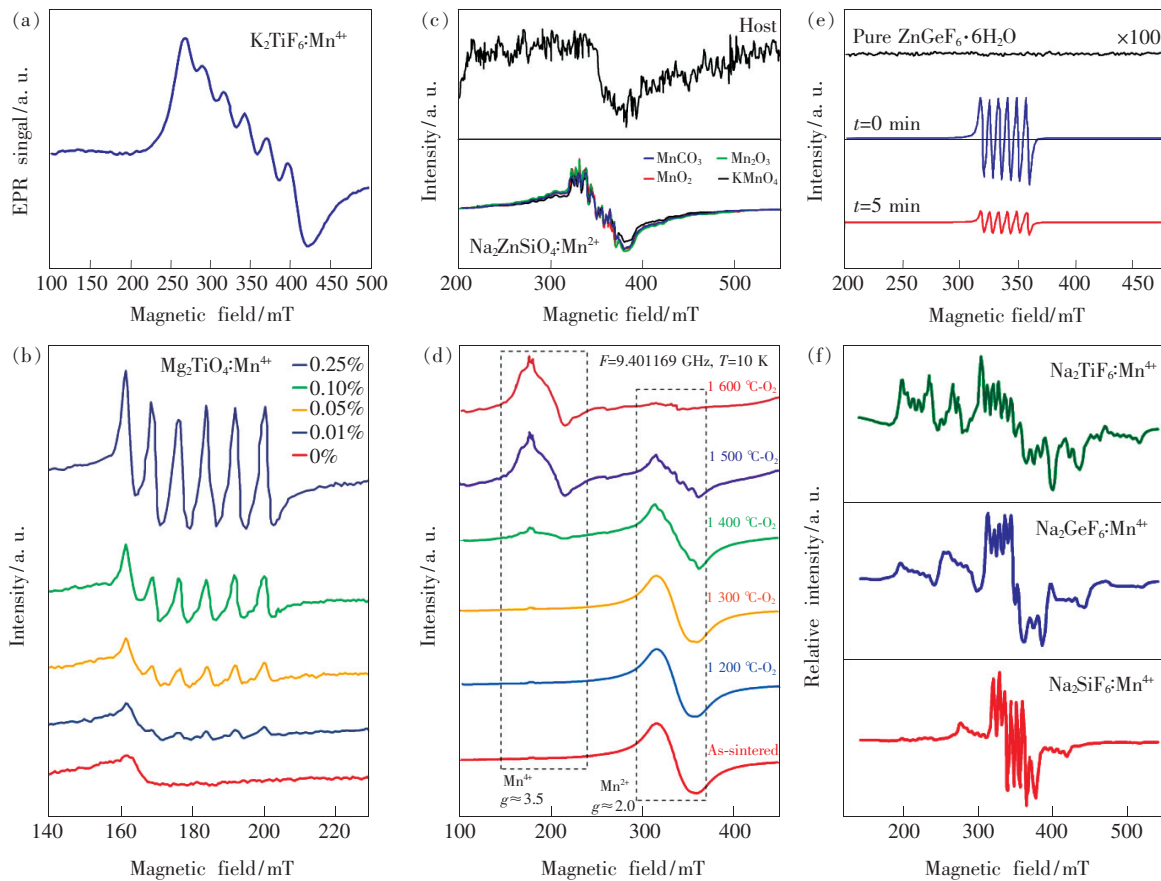 (a)
K₂TiF₆:Mn⁴⁺
EPR singal/a. u.
100 150 200 250 300 350 400 450 500
Magnetic field/mT
(b)
Mg₂TiO₄:Mn⁴⁺
0.25%
0.10%
0.05%
0.01%
0%
Intensity/a. u.
140 160 180 200 220
Magnetic field/mT
(c)
Host
MnCO₃ Mn₂O₃
MnO₂ KMnO₄
Na₂ZnSiO₄:Mn²⁺
Intensity/a. u.
200 300 400 500
Magnetic field/mT
(d)
F=9.401169 GHz, T=10 K
1 600 ℃-O₂
1 500 ℃-O₂
1 400 ℃-O₂
1 300 ℃-O₂
1 200 ℃-O₂
As-sintered
Mn⁴⁺
g≈3.5
Mn²⁺
g≈2.0
Intensity/a. u.
100 200 300 400
Magnetic field/mT
(e)
Pure ZnGeF₆·6H₂O ×100
t=0 min
t=5 min
Intensity/a. u.
200 250 300 350 400 450
Magnetic field/mT
(f)
Na₂TiF₆:Mn⁴⁺
Na₂GeF₆:Mn⁴⁺
Na₂SiF₆:Mn⁴⁺
Relative intensity/a. u.
200 300 400 500
Magnetic field/mT